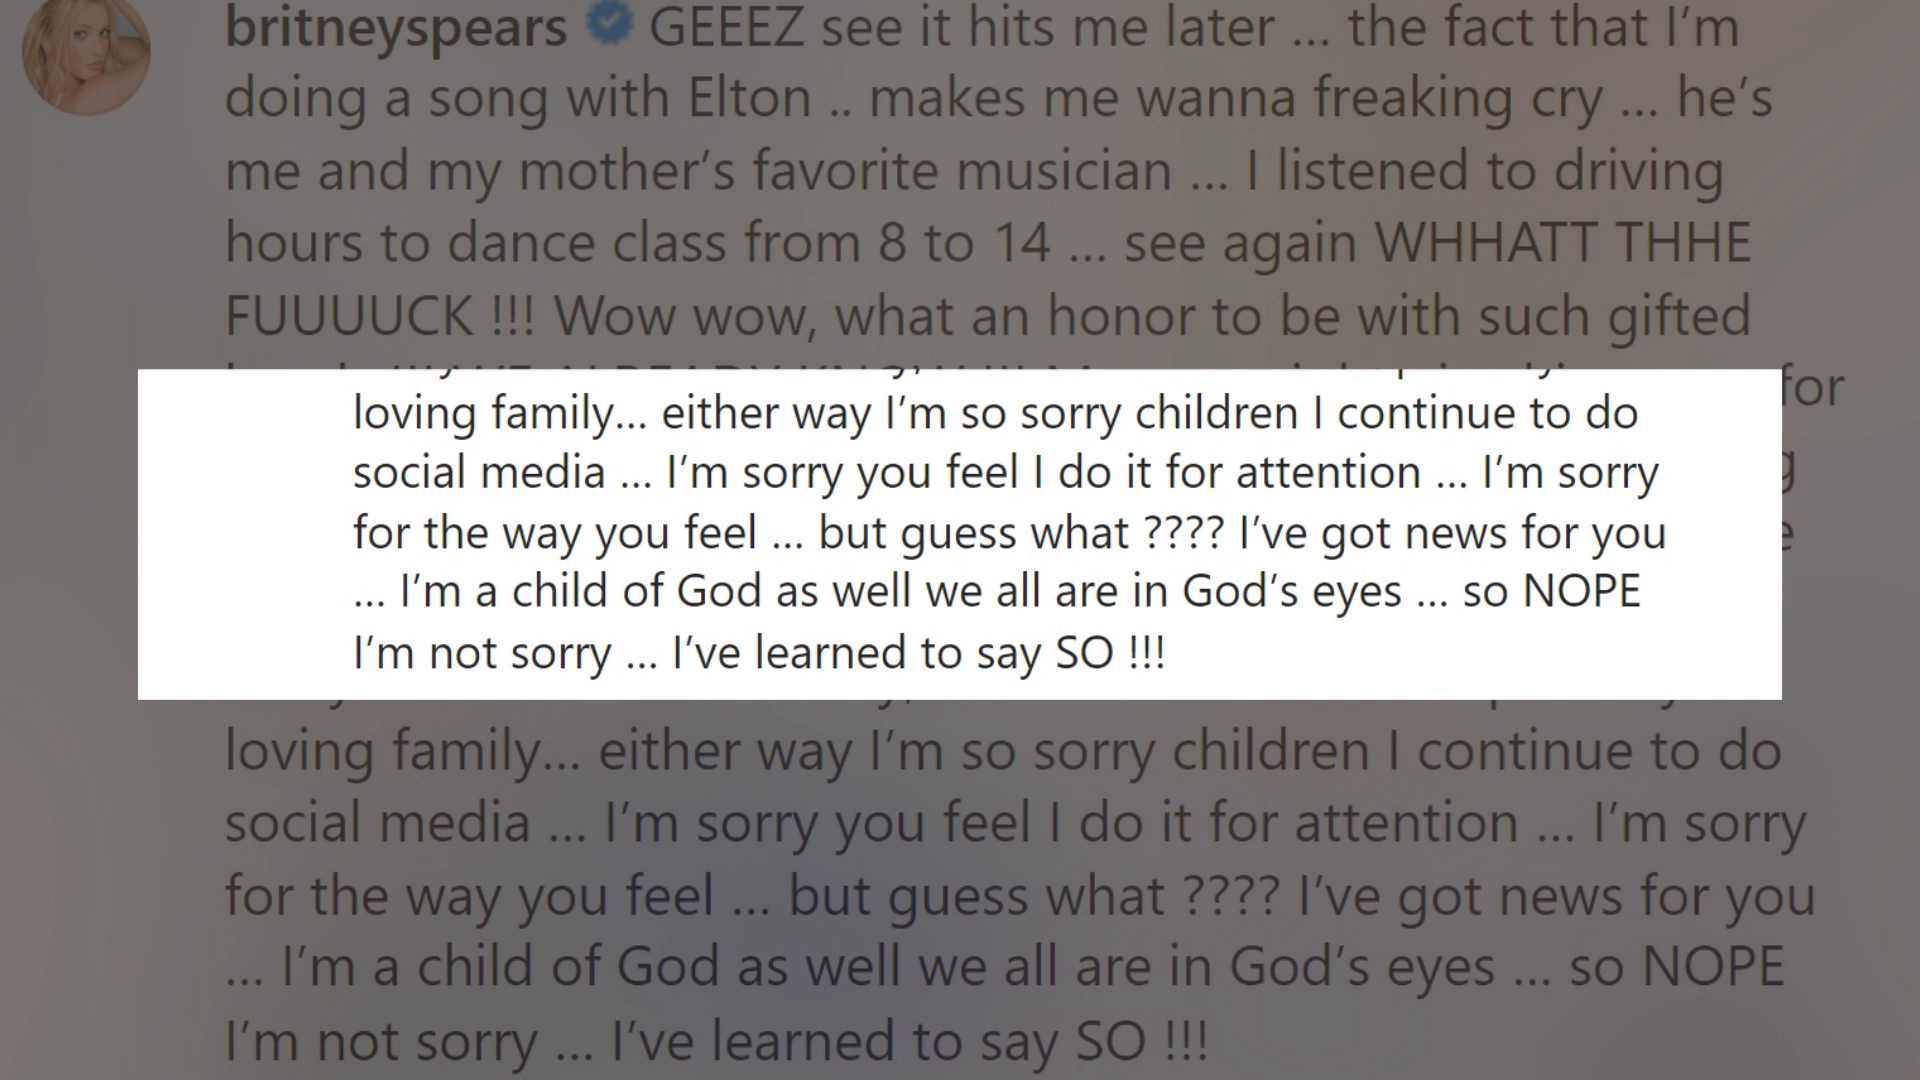 britneyspears GEEEZ see it hits me later ... the fact that I'm
doing a song with Elton .. makes me wanna freaking cry ... he's
me and my mother's favorite musician ... I listened to driving
hours to dance class from 8 to 14 ... see again WHHATT THHE
FUUUUCK !!! Wow wow, what an honor to be with such gifted
for
loving family... either way I'm so sorry children I continue to do
social media ... I'm sorry you feel I do it for attention ... I'm sorry
for the way you feel ... but guess what ???? I've got news for you
... I'm a child of God as well we all are in God's eyes ... so NOPE
I'm not sorry ... I've learned to say SO !!!
loving family... either way I'm so sorry children I continue to do
social media ... I'm sorry you feel I do it for attention ... I'm sorry
for the way you feel ... but guess what ???? I've got news for you
... I'm a child of God as well we all are in God's eyes ... so NOPE
I'm not sorry ... I've learned to say SO !!!